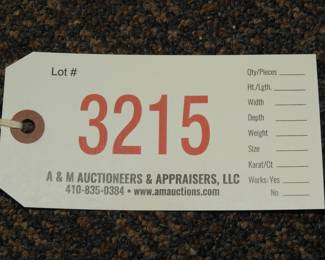 Lot #
3215
A & M AUCTIONEERS & APPRAISERS, LLC
410-835-0384 • www.amauctions.com
Qty/Pieces
Ht./Lgth.
Width
Depth
Weight
Size
Karat/Ct
Works: Yes
No